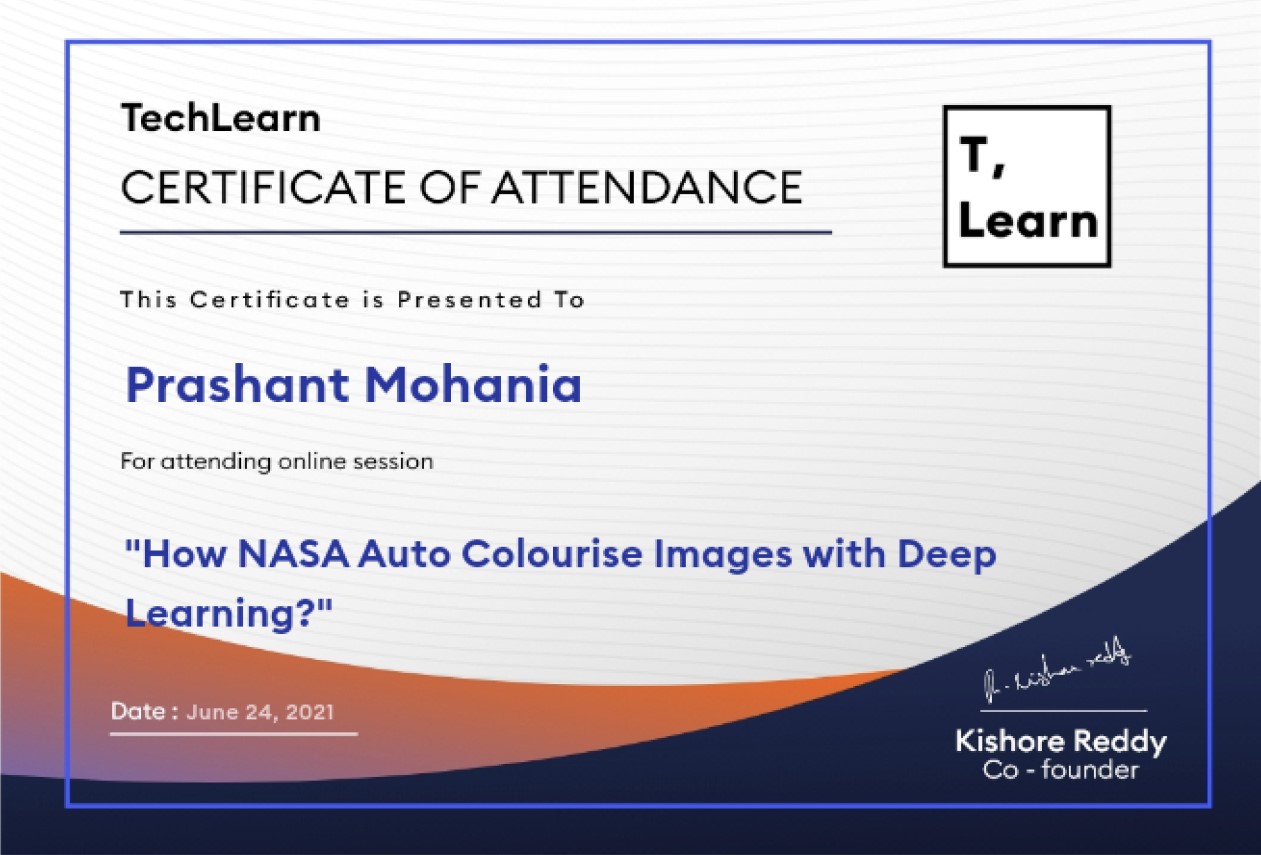 TechLearn
CERTIFICATE OF ATTENDANCE
T,
Learn
This Certificate is Presented To
Prashant Mohania
For attending online session
"How NASA Auto Colourise Images with Deep
Learning?"
Date : June 24, 2021
R. Kishore reddy
Kishore Reddy
Co - founder